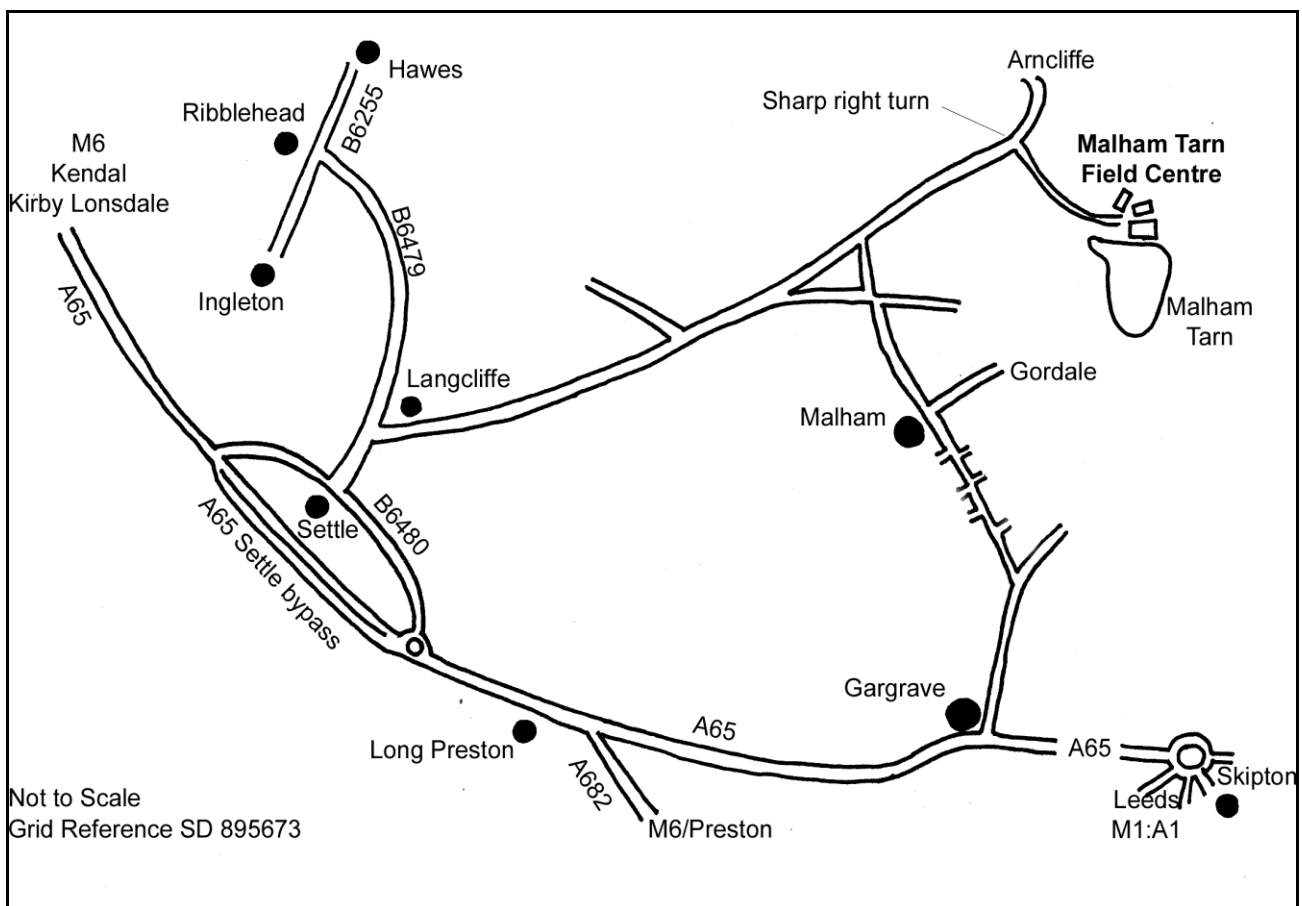 Hawes
Ribblehead
B6255
M6
Kendal
Kirby Lonsdale
Arncliffe
Sharp right turn
Malham Tarn
Field Centre
B6479
A65
Ingleton
Malham
Tarn
Langcliffe
Gordale
Malham
Settle
B6480
A65 Settle bypass
Gargrave
A65
Long Preston
A682
A65
Skipton
Not to Scale
Grid Reference SD 895673
M6/Preston
Leeds
M1:A1